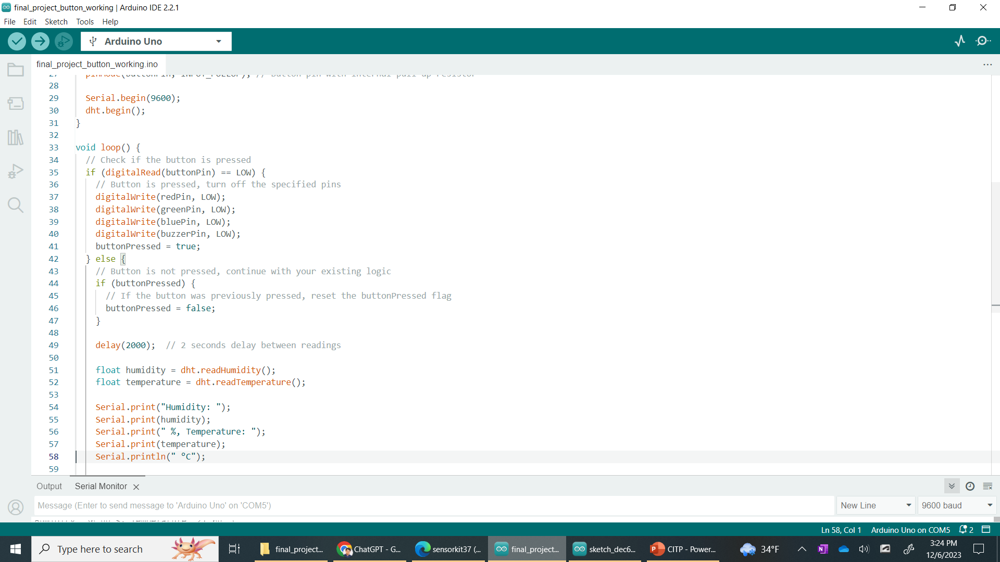 final_project_button_working | Arduino IDE 2.2.1
File Edit Sketch Tools Help
Arduino Uno
final_project_button_working.ino
28
29 Serial.begin(9600);
30 dht.begin();
31 }
32
33 void loop() {
34 // Check if the button is pressed
35 if (digitalRead(buttonPin) == LOW) {
36 // Button is pressed, turn off the specified pins
37 digitalWrite(redPin, LOW);
38 digitalWrite(greenPin, LOW);
39 digitalWrite(bluePin, LOW);
40 digitalWrite(buzzerPin, LOW);
41 buttonPressed = true;
42 } else {
43 // Button is not pressed, continue with your existing logic
44 if (buttonPressed) {
45 // If the button was previously pressed, reset the buttonPressed flag
46 buttonPressed = false;
47 }
48
49 delay(2000); // 2 seconds delay between readings
50
51 float humidity = dht.readHumidity();
52 float temperature = dht.readTemperature();
53
54 Serial.print("Humidity: ");
55 Serial.print(humidity);
56 Serial.print(" %, Temperature: ");
57 Serial.print(temperature);
58 Serial.println(" °C");
59
Output Serial Monitor
Message (Enter to send message to 'Arduino Uno' on 'COM5')
New Line 9600 baud
Ln 58, Col 1 Arduino Uno on COM5 2
Type here to search
final_project...
ChatGPT - G...
sensorkit37 (...
final_project...
sketch_dec6...
CITP - Power...
34°F
3:24 PM
12/6/2023